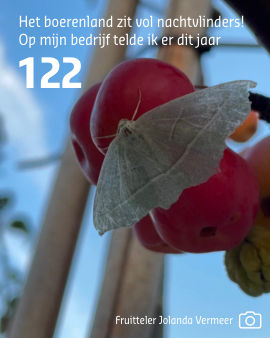 Het boerenland zit vol nachtvlinders!
Op mijn bedrijf telde ik er dit jaar
122
Fruitteler Jolanda Vermeer